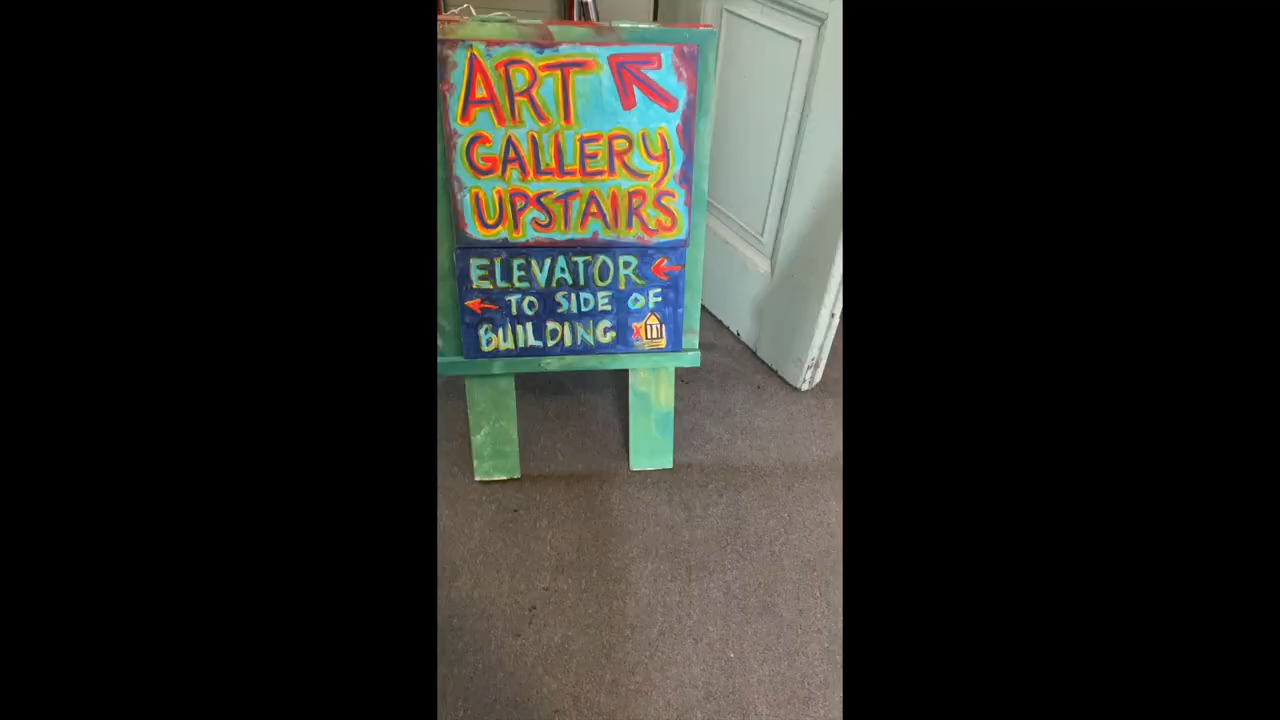 ART
GALLERY
UPSTAIRS
ELEVATOR
TO SIDE OF
BUILDING